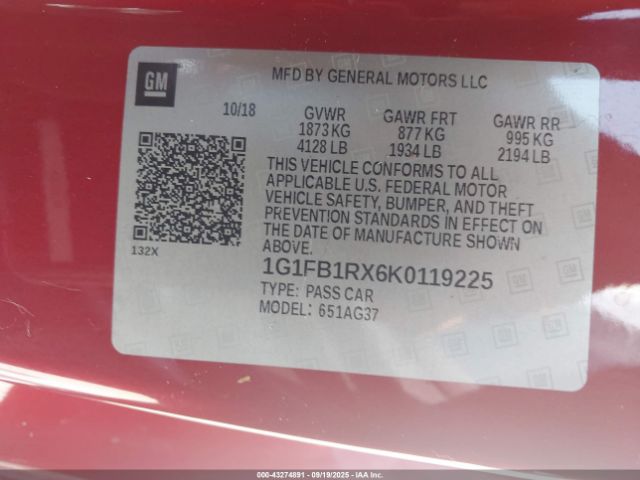 GM
MFD BY GENERAL MOTORS LLC
10/18 GVWR GAWR FRT GAWR RR
1873 KG 877 KG 995 KG
4128 LB 1934 LB 2194 LB
THIS VEHICLE CONFORMS TO ALL
APPLICABLE U.S. FEDERAL MOTOR
VEHICLE SAFETY, BUMPER, AND THEFT
PREVENTION STANDARDS IN EFFECT ON
THE DATE OF MANUFACTURE SHOWN
ABOVE.
132X
1G1FB1RX6K0119225
TYPE: PASS CAR
MODEL: 651AG37
000-43274891 - 09/19/2025 - IAAI.COM